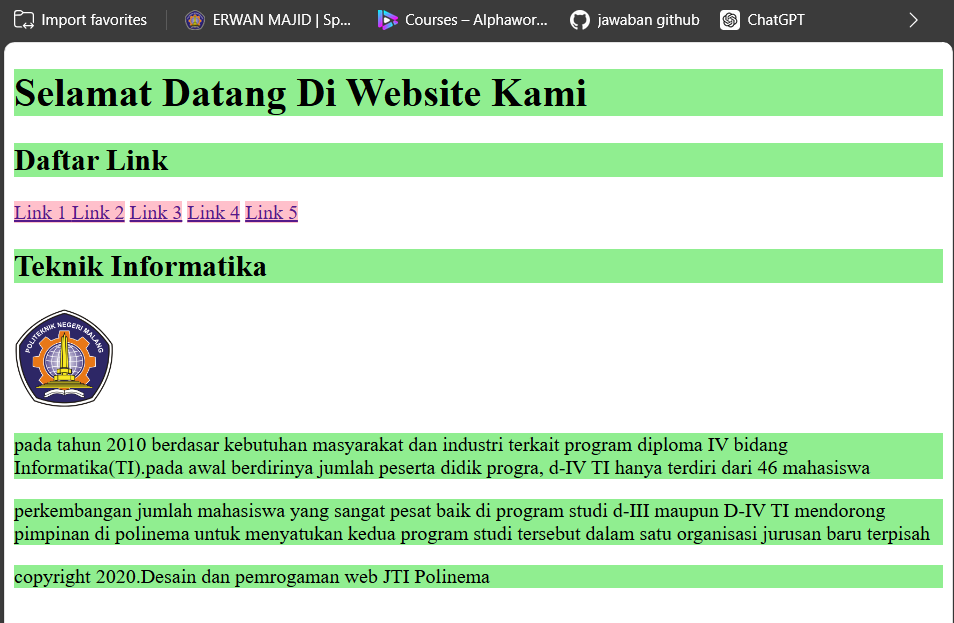 Import favorites
ERWAN MAJID | Sp...
Courses – Alphawor...
jawaban github
ChatGPT
Selamat Datang Di Website Kami
Daftar Link
Link 1 Link 2 Link 3 Link 4 Link 5
Teknik Informatika
POLITEKNIK NEGERI MALANG
pada tahun 2010 berdasar kebutuhan masyarakat dan industri terkait program diploma IV bidang
Informatika(TI).pada awal berdirinya jumlah peserta didik progra, d-IV TI hanya terdiri dari 46 mahasiswa
perkembangan jumlah mahasiswa yang sangat pesat baik di program studi d-III maupun D-IV TI mendorong
pimpinan di polinema untuk menyatukan kedua program studi tersebut dalam satu organisasi jurusan baru terpisah
copyright 2020.Desain dan pemrogaman web JTI Polinema